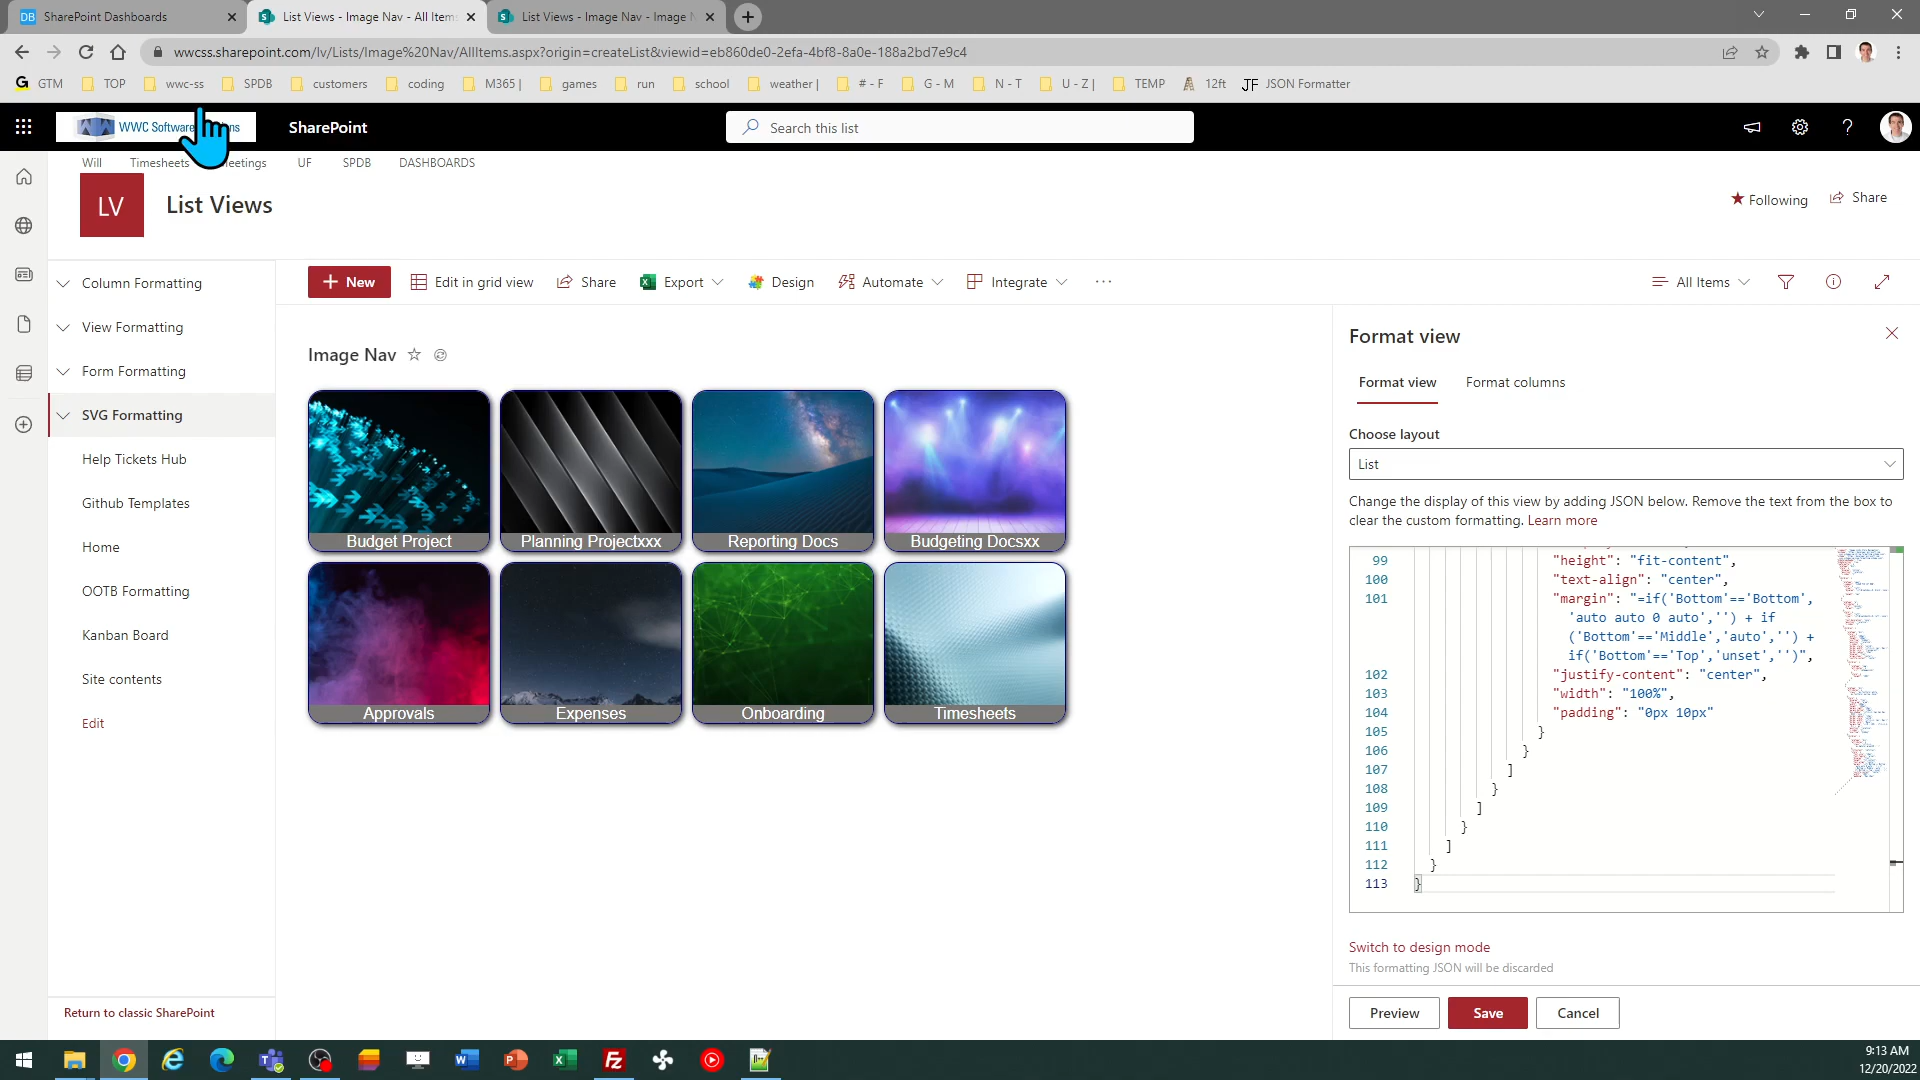 DB SharePoint Dashboards
List Views - Image Nav - All Items
List Views - Image Nav - Image N
wwcss.sharepoint.com/lv/Lists/Image%20Nav/AllItems.aspx?origin=createList&viewid=eb860de0-2efa-4bf8-8a0e-188a2bd7e9c4
G GTM TOP wwc-ss SPDB customers coding M365 | games run school weather | # - F G - M N - T U - Z | TEMP 12ft JF JSON Formatter
WWC Software
SharePoint
Search this list
?
Will Timesheets UF SPDB DASHBOARDS
LV
List Views
Following
Share
Column Formatting
View Formatting
Form Formatting
SVG Formatting
Help Tickets Hub
Github Templates
Home
OOTB Formatting
Kanban Board
Site contents
Edit
Return to classic SharePoint
+ New Edit in grid view Share Export Design Automate Integrate ...
All Items
Image Nav
Budget Project
Planning Projectxxx
Reporting Docs
Budgeting Docsxx
Approvals
Expenses
Onboarding
Timesheets
Format view
Format view Format columns
Choose layout
List
Change the display of this view by adding JSON below. Remove the text from the box to
clear the custom formatting. Learn more
99 "height": "fit-content",
100 "text-align": "center",
101 "margin": "=if('Bottom'=='Bottom',
'auto auto 0 auto','') + if
('Bottom'=='Middle','auto','') +
if('Bottom'=='Top','unset','')",
102 "justify-content": "center",
103 "width": "100%",
104 "padding": "0px 10px"
105 }
106 }
107 ]
108 }
109 ]
110 }
111 ]
112 }
113 }
Switch to design mode
This formatting JSON will be discarded
Preview
Save
Cancel
9:13 AM
12/20/2022